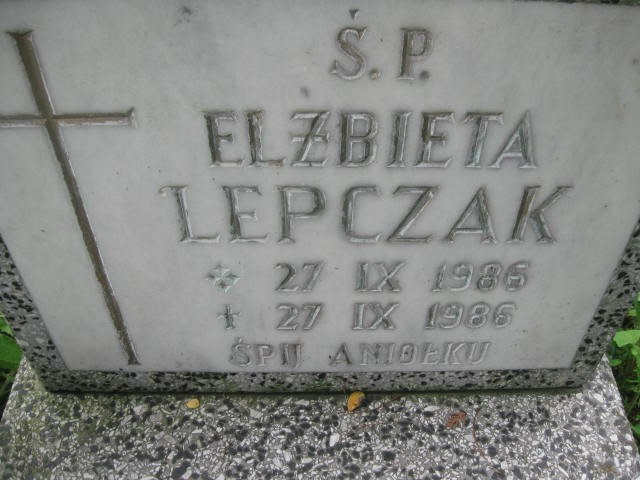 Ś.P.
ELŻBIETA
LEPCZAK
27 IX 1986
27 IX 1986
ŚPIJ ANIOŁKU